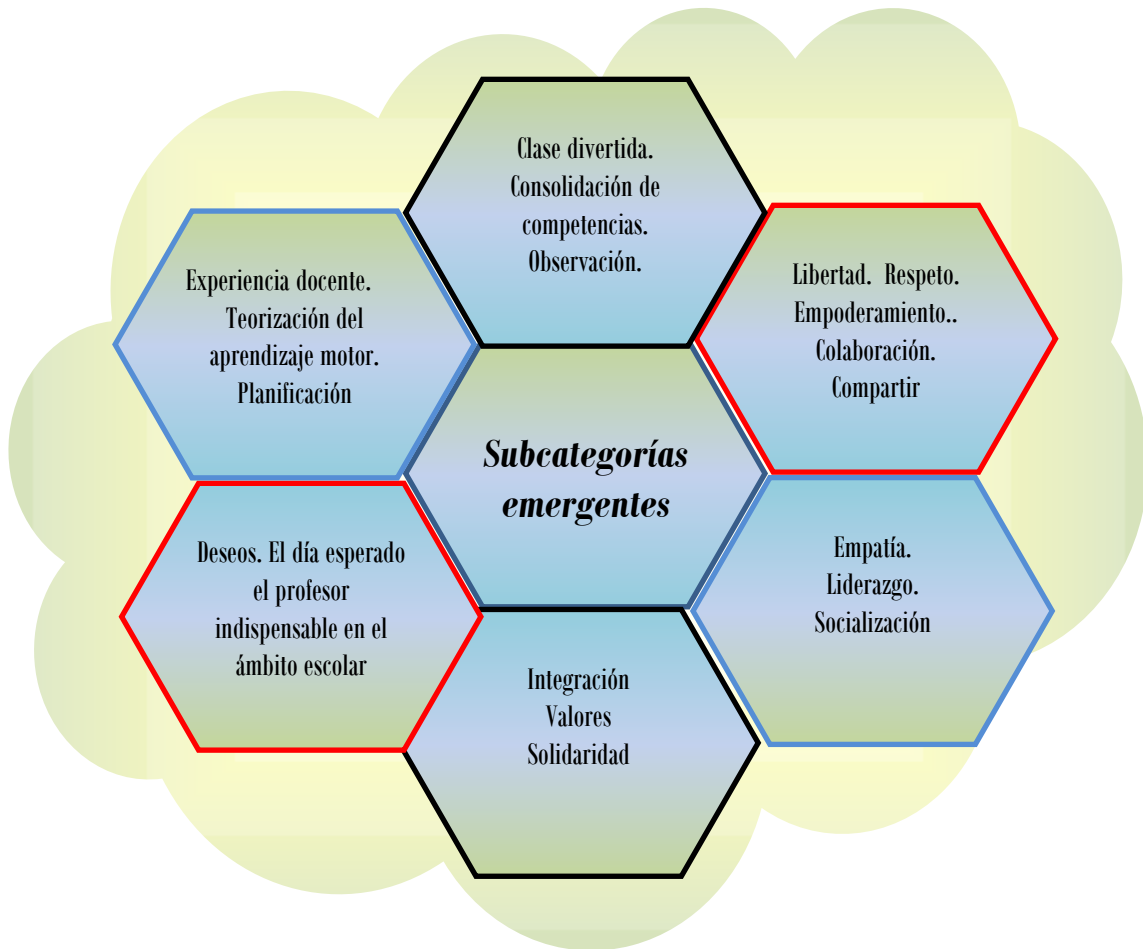 Clase divertida.
Consolidación de
competencias.
Observación.
Experiencia docente.
Teorización del
aprendizaje motor.
Planificación
Libertad. Respeto.
Empoderamiento..
Colaboración.
Compartir
Subcategorías
emergentes
Deseos. El día esperado
el profesor
indispensable en el
ámbito escolar
Empatía.
Liderazgo.
Socialización
Integración
Valores
Solidaridad